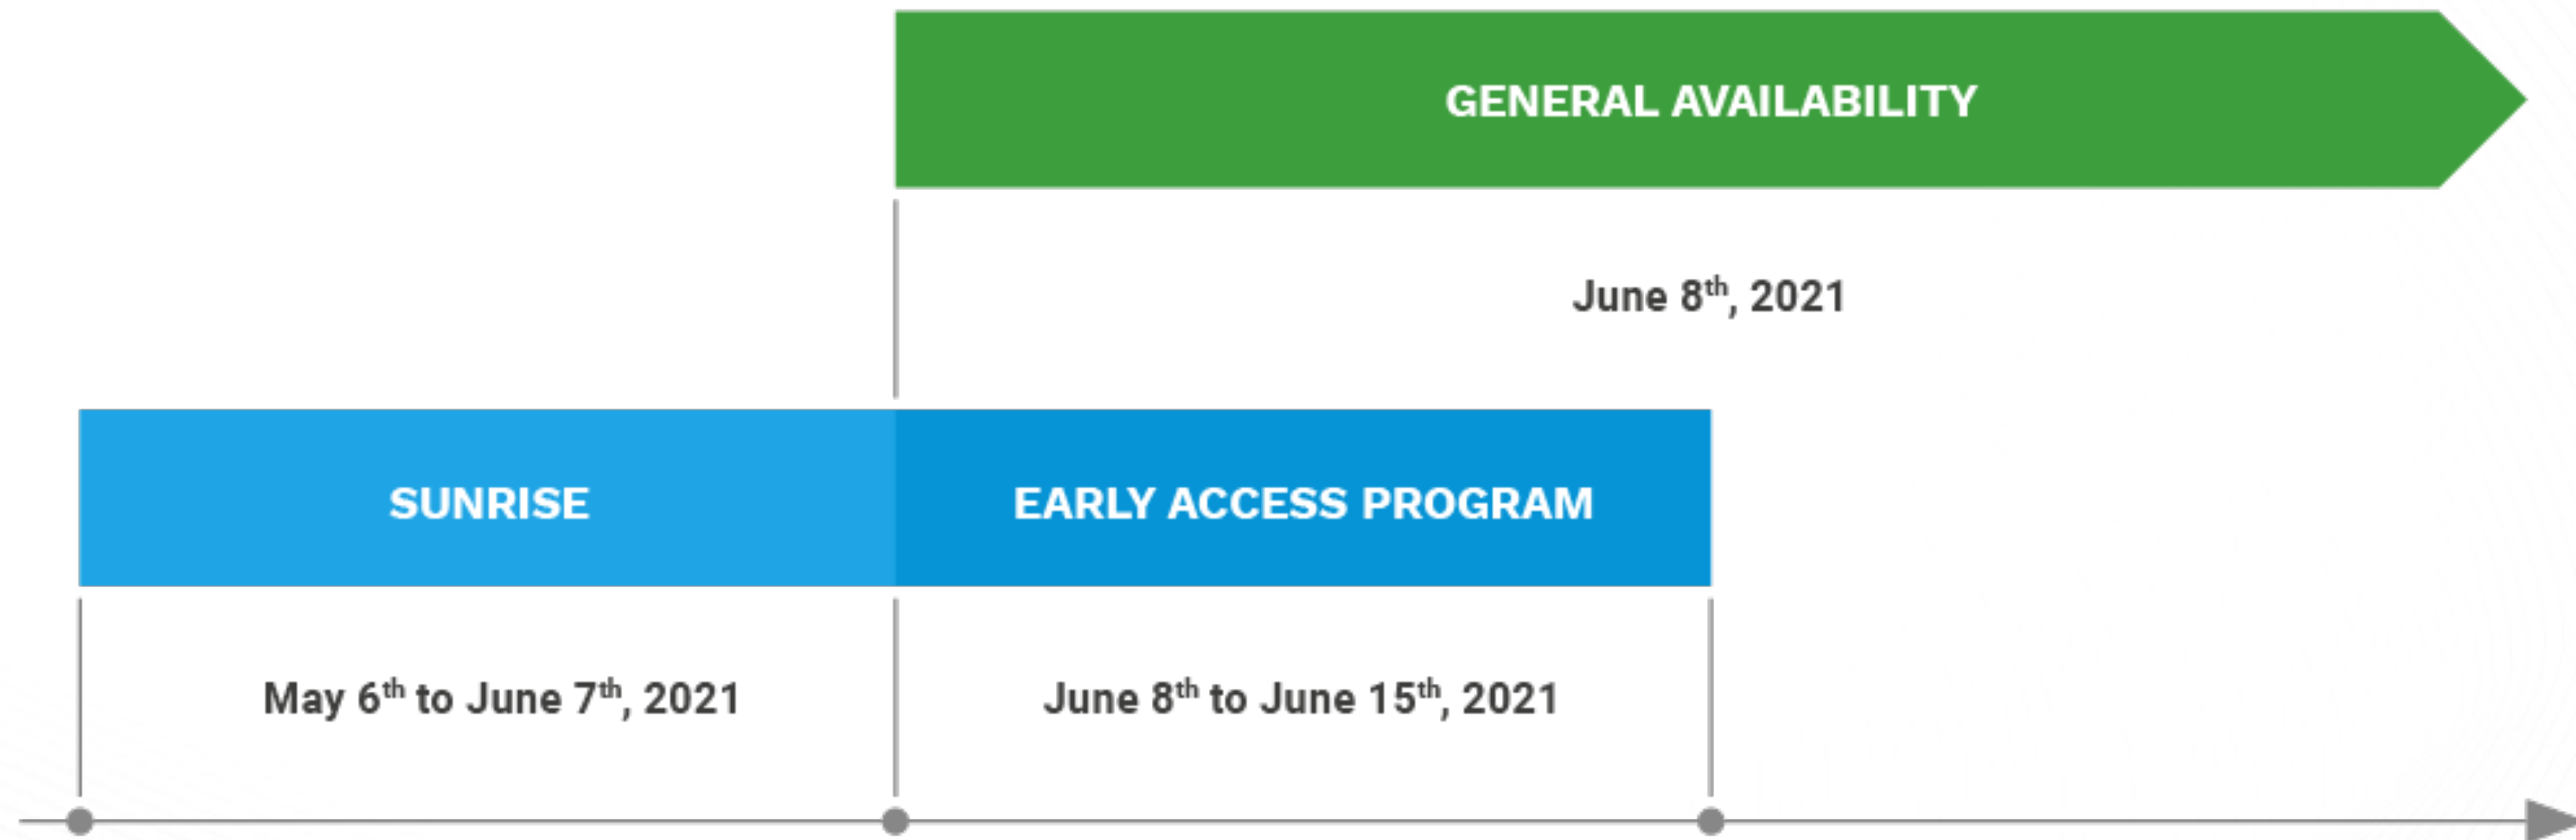 GENERAL AVAILABILITY
June 8th, 2021
SUNRISE
EARLY ACCESS PROGRAM
May 6th to June 7th, 2021
June 8th to June 15th, 2021